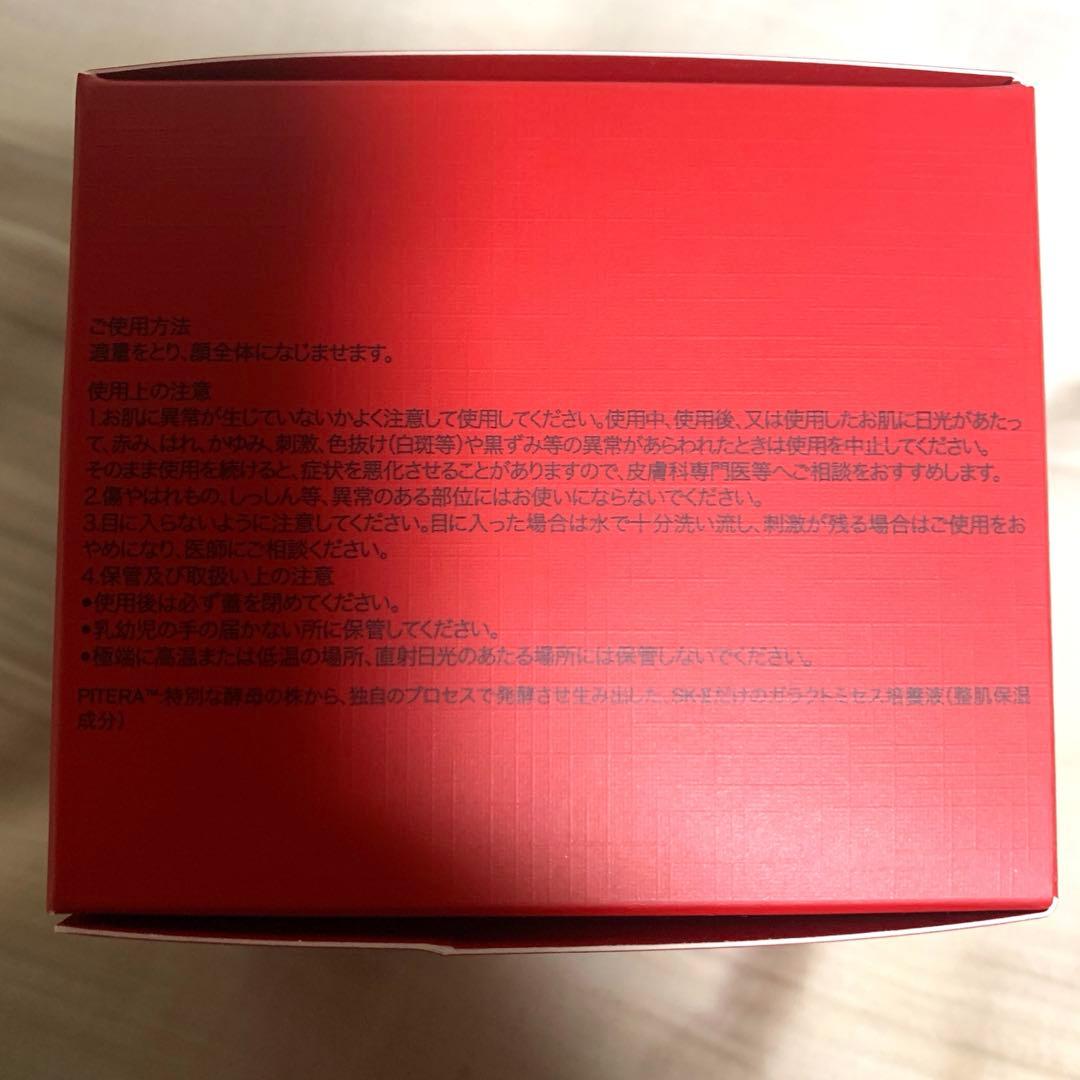 ご使用方法
適量をとり、顔全体になじませます。
使用上の注意
1.お肌に異常が生じていないかよく注意して使用してください。使用中、使用後、又は使用したお肌に日光があたっ
て、赤み、はれ、かゆみ、刺激、色抜け(白斑等)や黒ずみ等の異常があらわれたときは使用を中止してください。
そのまま使用を続けると、症状を悪化させることがありますので、皮膚科専門医等へご相談をおすすめします。
2.傷やはれもの、しっしん等、異常のある部位にはお使いにならないでください。
3.目に入らないように注意してください。目に入った場合は水で十分洗い流し、刺激が残る場合はご使用をお
やめになり、医師にご相談ください。
4.保管及び取扱い上の注意
•使用後は必ず蓋を閉めてください。
•乳幼児の手の届かない所に保管してください。
•極端に高温または低温の場所、直射日光のあたる場所には保管しないでください。
PITERA™:特別な酵母の株から、独自のプロセスで発酵させ生み出した、SK-Ⅱだけのガラクトミセス培養液(整肌保湿
成分)